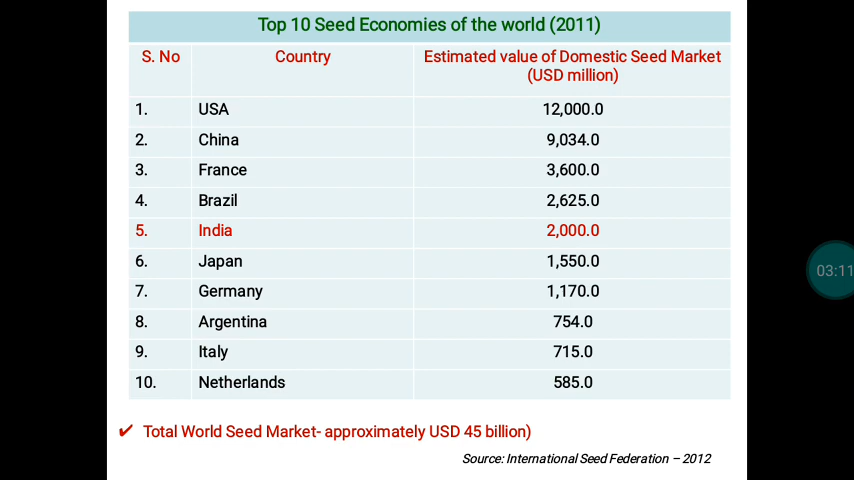 Top 10 Seed Economies of the world (2011)
S. No Country Estimated value of Domestic Seed Market
(USD million)
1. USA 12,000.0
2. China 9,034.0
3. France 3,600.0
4. Brazil 2,625.0
5. India 2,000.0
6. Japan 1,550.0
7. Germany 1,170.0
8. Argentina 754.0
9. Italy 715.0
10. Netherlands 585.0
✔ Total World Seed Market- approximately USD 45 billion)
Source: International Seed Federation – 2012
03:11